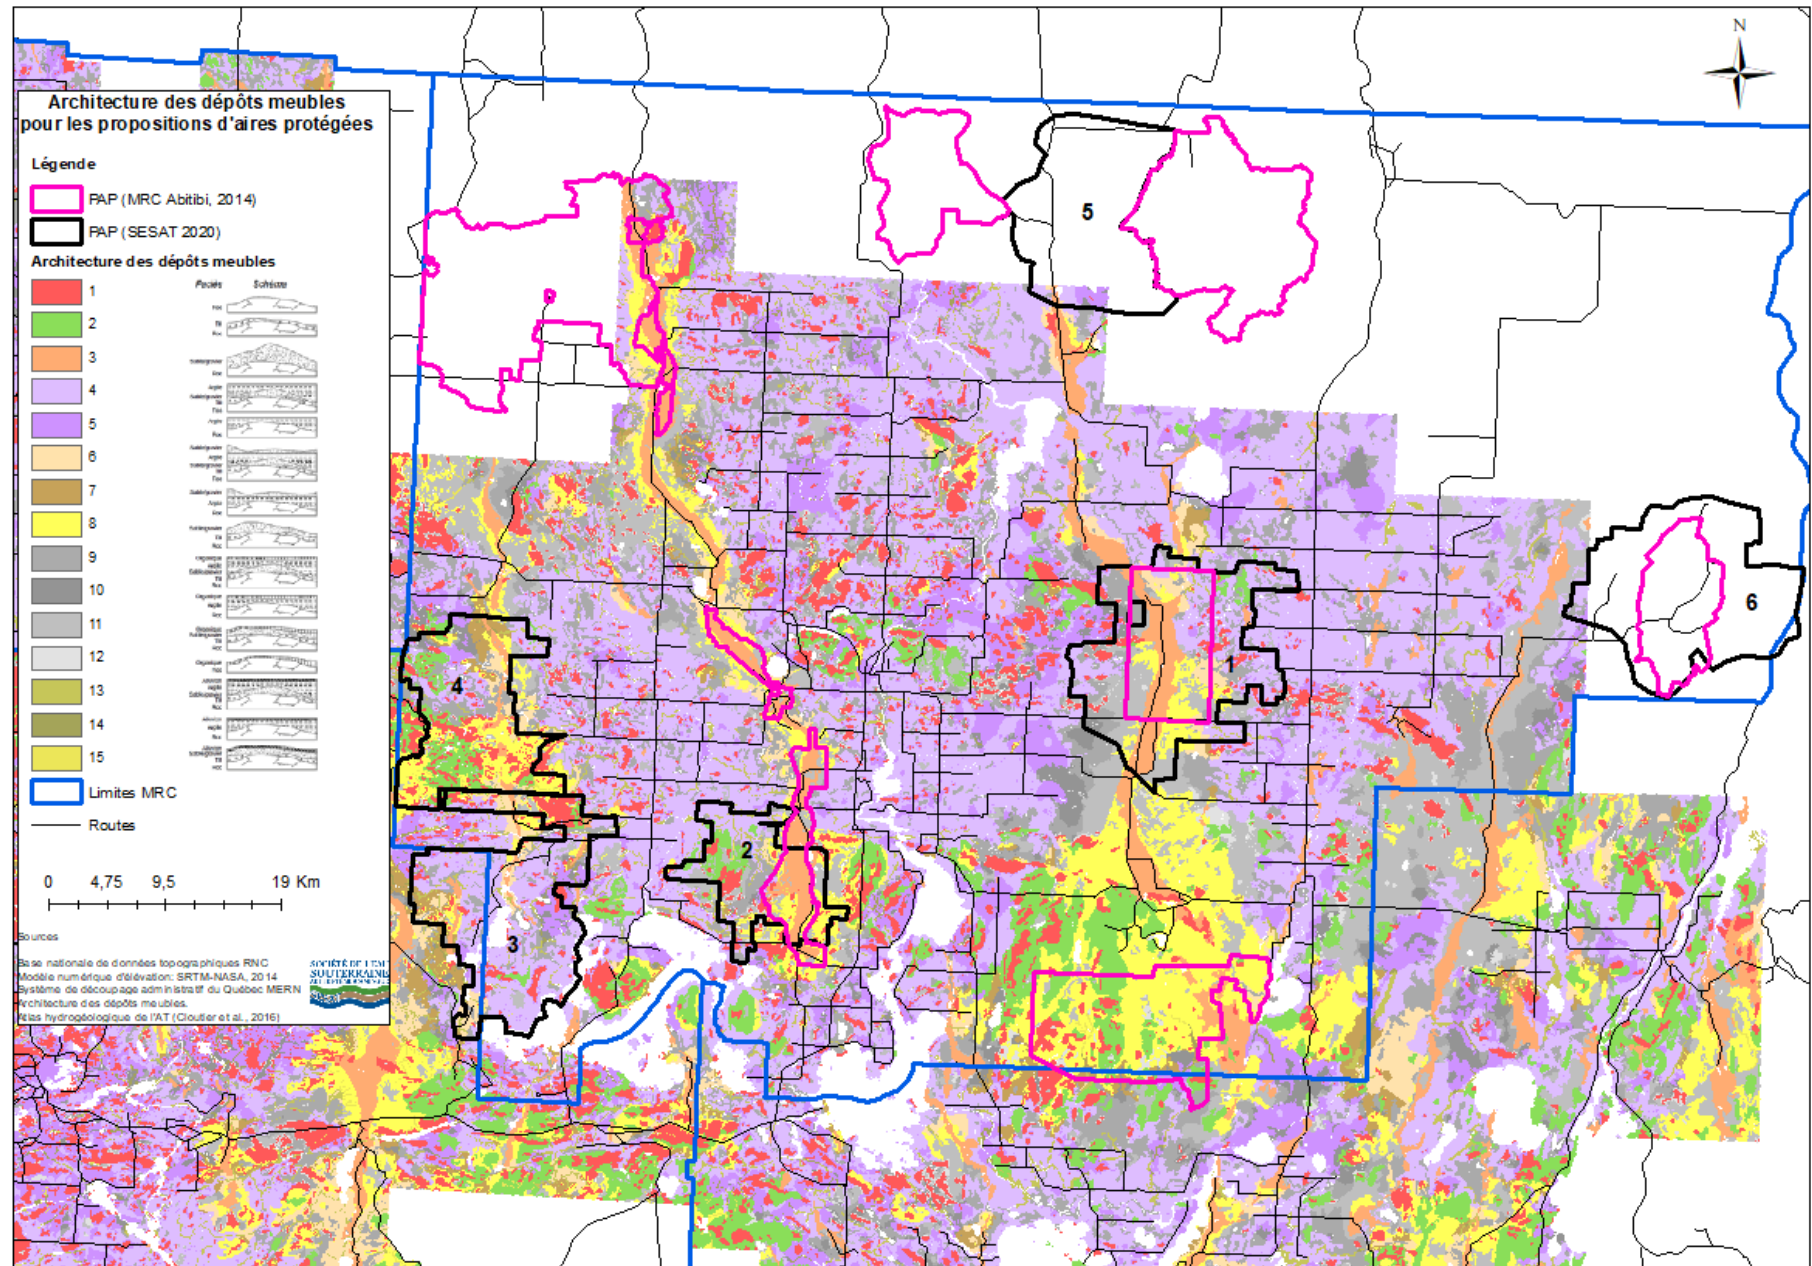 N
Architecture des dépôts meubles
pour les propositions d'aires protégées
Légende
PAP (MRC Abitibi, 2014)
PAP (SESAT 2020)
Architecture des dépôts meubles
Faciès Schéma
1
2
3
4
5
6
7
8
9
10
11
12
13
14
15
Limites MRC
Routes
0 4,75 9,5 19 Km
Sources
Base nationale de données topographiques RNC
Modèle numérique d'élévation: SRTM-NASA, 2014
Système de découpage administratif du Québec MERN
Architecture des dépôts meubles.
Atlas hydrogéologique de l'AT (Cloutier et al., 2016)
SOCIÉTÉ DE L'EAU
SOUTERRAINE
5
6
1
4
2
3